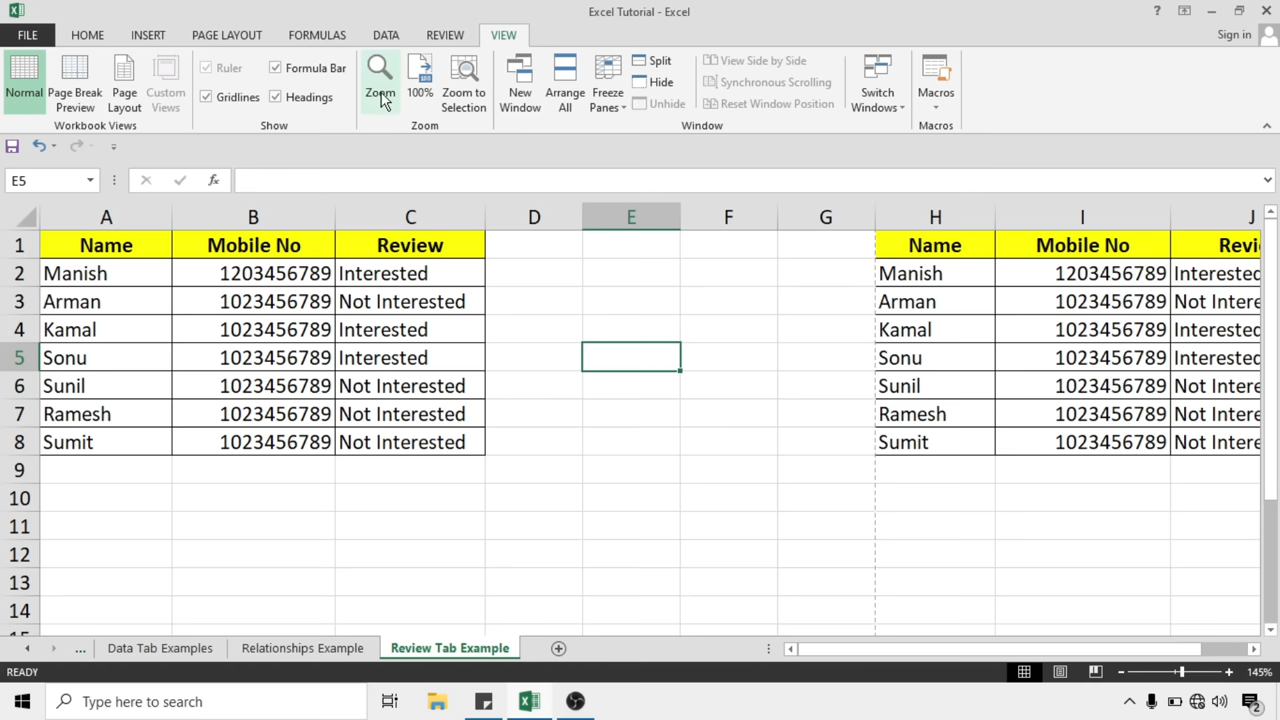 Excel Tutorial - Excel
?
FILE HOME INSERT PAGE LAYOUT FORMULAS DATA REVIEW VIEW Sign in
Normal Page Break Preview Page Layout Custom Views
Ruler Formula Bar
Gridlines Headings
Zoom 100% Zoom to Selection
New Window Arrange All Freeze Panes
Split
Hide
Unhide
View Side by Side
Synchronous Scrolling
Reset Window Position
Switch Windows Macros
Workbook Views Show Zoom Window Macros
E5 fx
A B C D E F G H I J
1 Name Mobile No Review Name Mobile No Revi
2 Manish 1203456789 Interested Manish 1203456789 Interested
3 Arman 1023456789 Not Interested Arman 1023456789 Not Intere
4 Kamal 1023456789 Interested Kamal 1023456789 Interested
5 Sonu 1023456789 Interested Sonu 1023456789 Interested
6 Sunil 1023456789 Not Interested Sunil 1023456789 Not Intere
7 Ramesh 1023456789 Not Interested Ramesh 1023456789 Not Intere
8 Sumit 1023456789 Not Interested Sumit 1023456789 Not Intere
9
10
11
12
13
14
... Data Tab Examples Relationships Example Review Tab Example
READY 145%
Type here to search 2